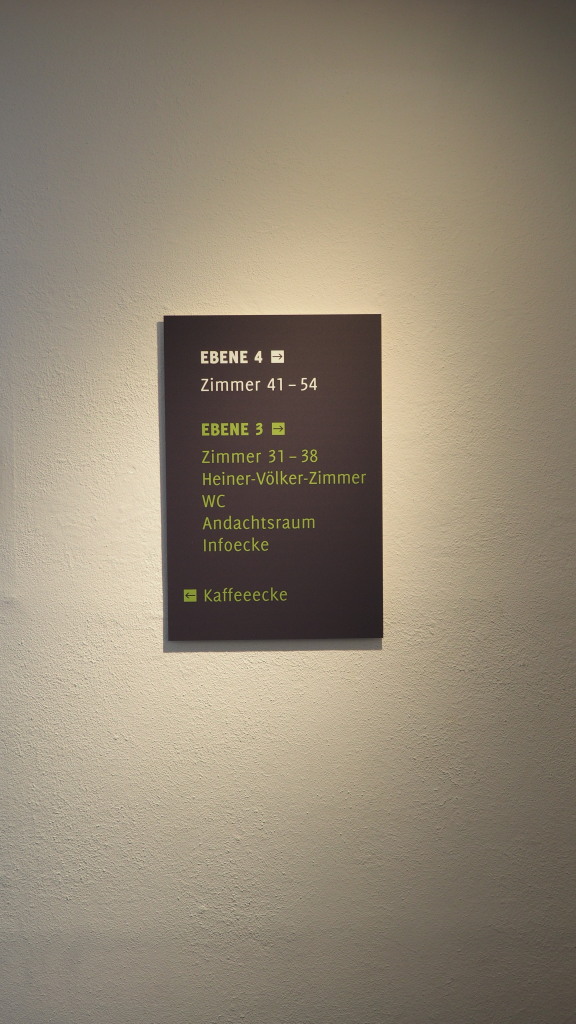 EBENE 4 →
Zimmer 41 – 54
EBENE 3 →
Zimmer 31 – 38
Heiner-Völker-Zimmer
WC
Andachtsraum
Infoecke
← Kaffeeecke